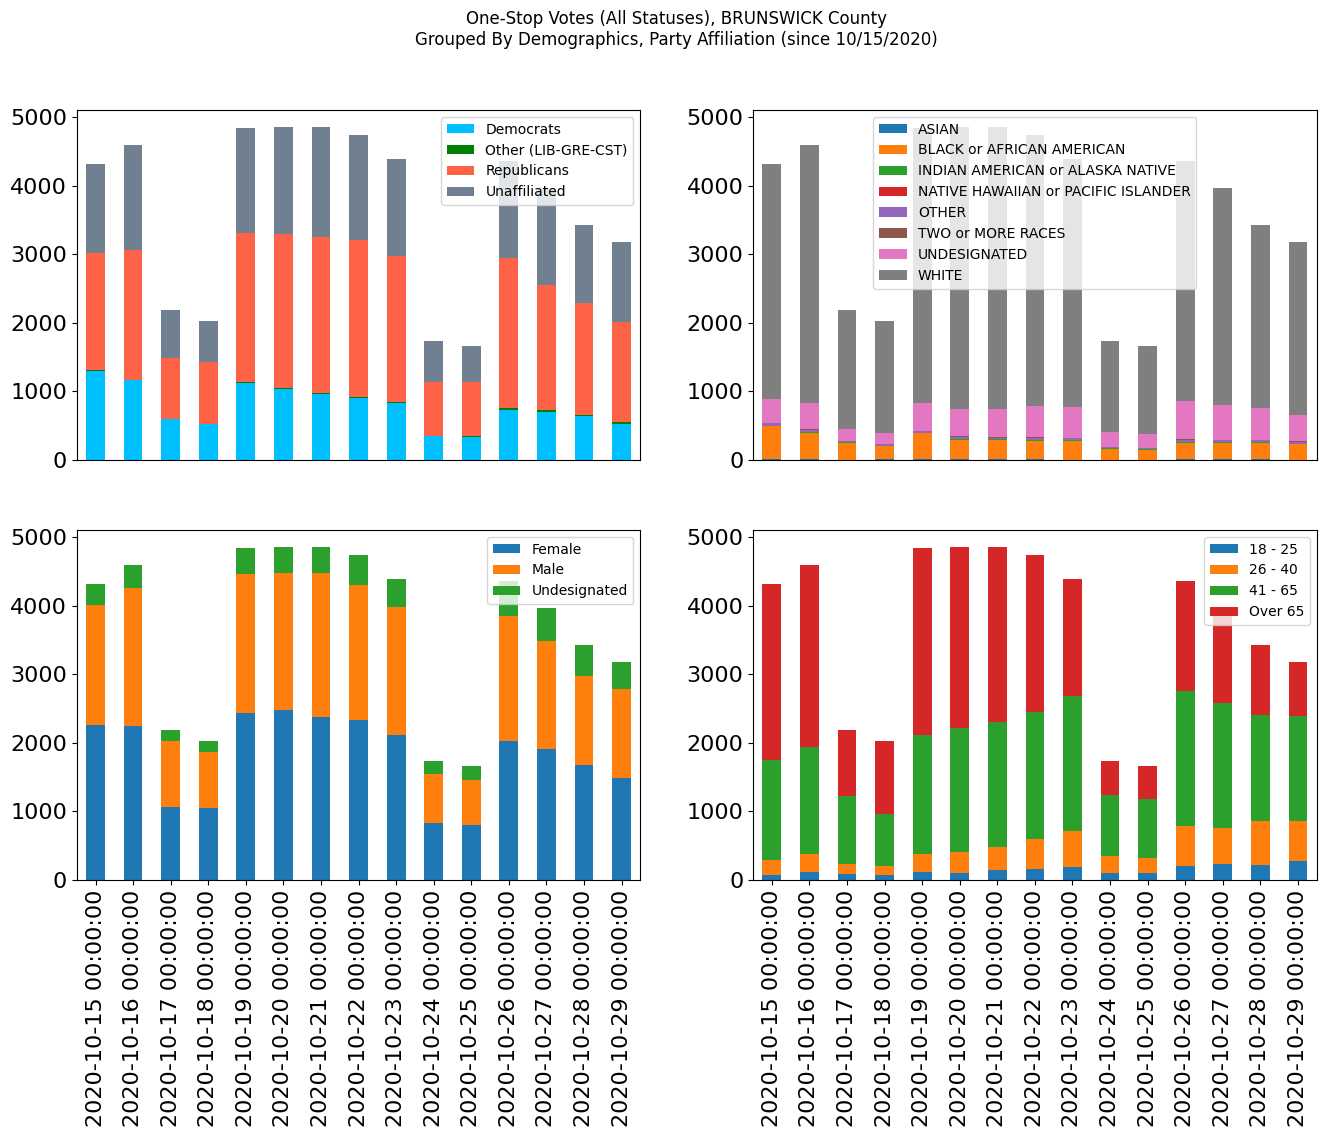 One-Stop Votes (All Statuses), BRUNSWICK County
Grouped By Demographics, Party Affiliation (since 10/15/2020)
5000
4000
3000
2000
1000
0
Democrats
Other (LIB-GRE-CST)
Republicans
Unaffiliated
5000
4000
3000
2000
1000
0
ASIAN
BLACK or AFRICAN AMERICAN
INDIAN AMERICAN or ALASKA NATIVE
NATIVE HAWAIIAN or PACIFIC ISLANDER
OTHER
TWO or MORE RACES
UNDESIGNATED
WHITE
5000
4000
3000
2000
1000
0
Female
Male
Undesignated
2020-10-15 00:00:00
2020-10-16 00:00:00
2020-10-17 00:00:00
2020-10-18 00:00:00
2020-10-19 00:00:00
2020-10-20 00:00:00
2020-10-21 00:00:00
2020-10-22 00:00:00
2020-10-23 00:00:00
2020-10-24 00:00:00
2020-10-25 00:00:00
2020-10-26 00:00:00
2020-10-27 00:00:00
2020-10-28 00:00:00
2020-10-29 00:00:00
5000
4000
3000
2000
1000
0
18 - 25
26 - 40
41 - 65
Over 65
2020-10-15 00:00:00
2020-10-16 00:00:00
2020-10-17 00:00:00
2020-10-18 00:00:00
2020-10-19 00:00:00
2020-10-20 00:00:00
2020-10-21 00:00:00
2020-10-22 00:00:00
2020-10-23 00:00:00
2020-10-24 00:00:00
2020-10-25 00:00:00
2020-10-26 00:00:00
2020-10-27 00:00:00
2020-10-28 00:00:00
2020-10-29 00:00:00